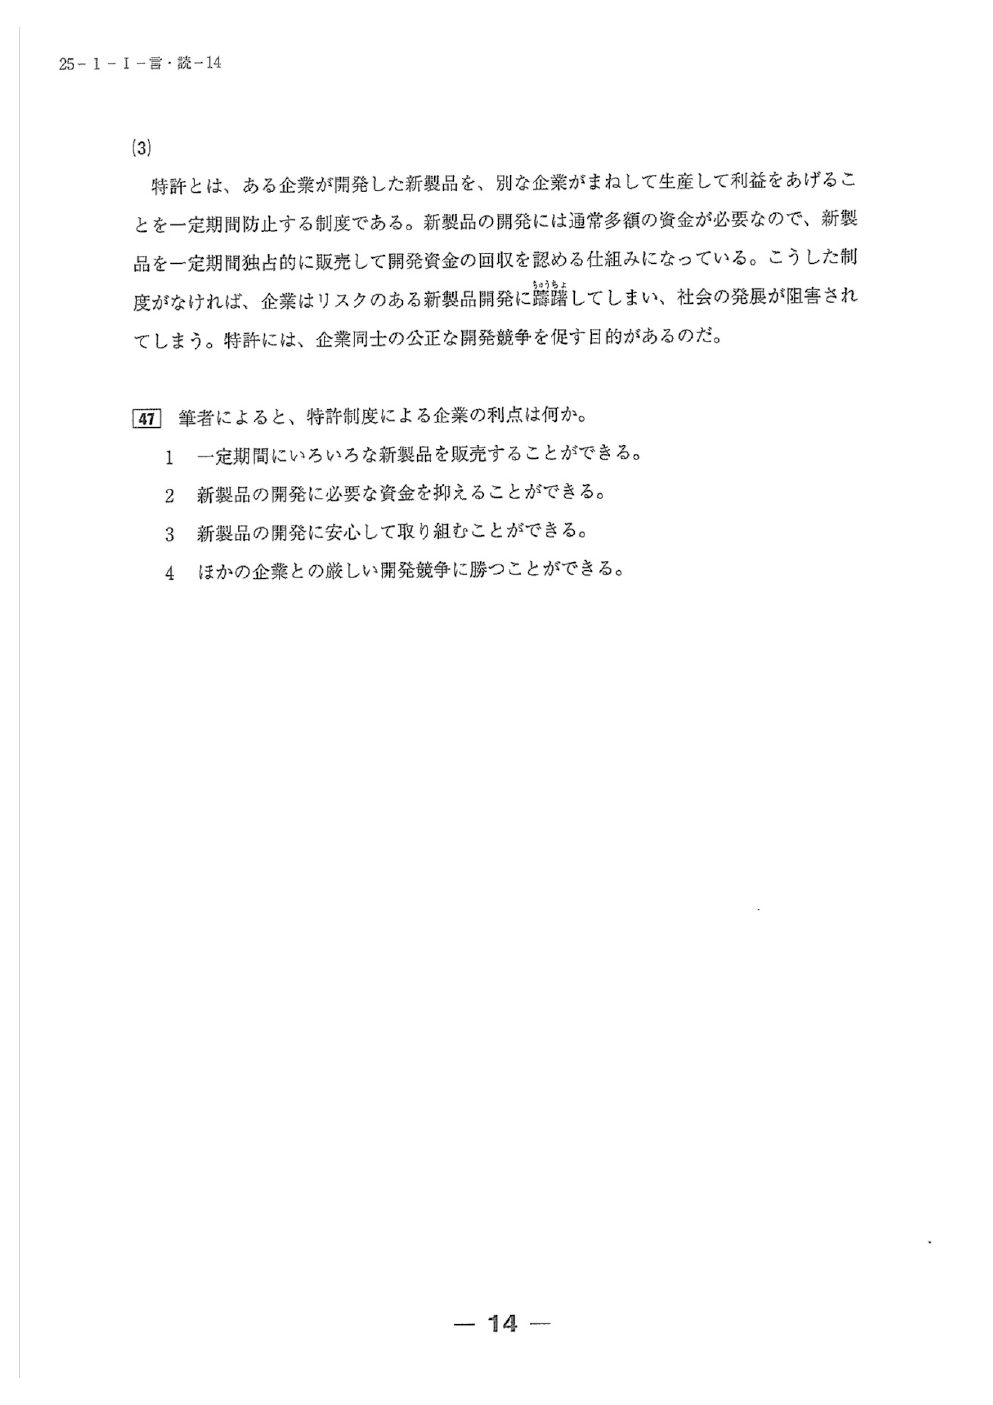 25-1-Ⅰ-言・読-14
(3)
特許とは、ある企業が開発した新製品を、別な企業がまねして生産して利益をあげるこ
とを一定期間防止する制度である。新製品の開発には通常多額の資金が必要なので、新製
品を一定期間独占的に販売して開発資金の回収を認める仕組みになっている。こうした制
ちゅうちょ
度がなければ、企業はリスクのある新製品開発に躊躇してしまい、社会の発展が阻害され
てしまう。特許には、企業同士の公正な開発競争を促す目的があるのだ。
47 筆者によると、特許制度による企業の利点は何か。
1 一定期間にいろいろな新製品を販売することができる。
2 新製品の開発に必要な資金を抑えることができる。
3 新製品の開発に安心して取り組むことができる。
4 ほかの企業との厳しい開発競争に勝つことができる。
— 14 —